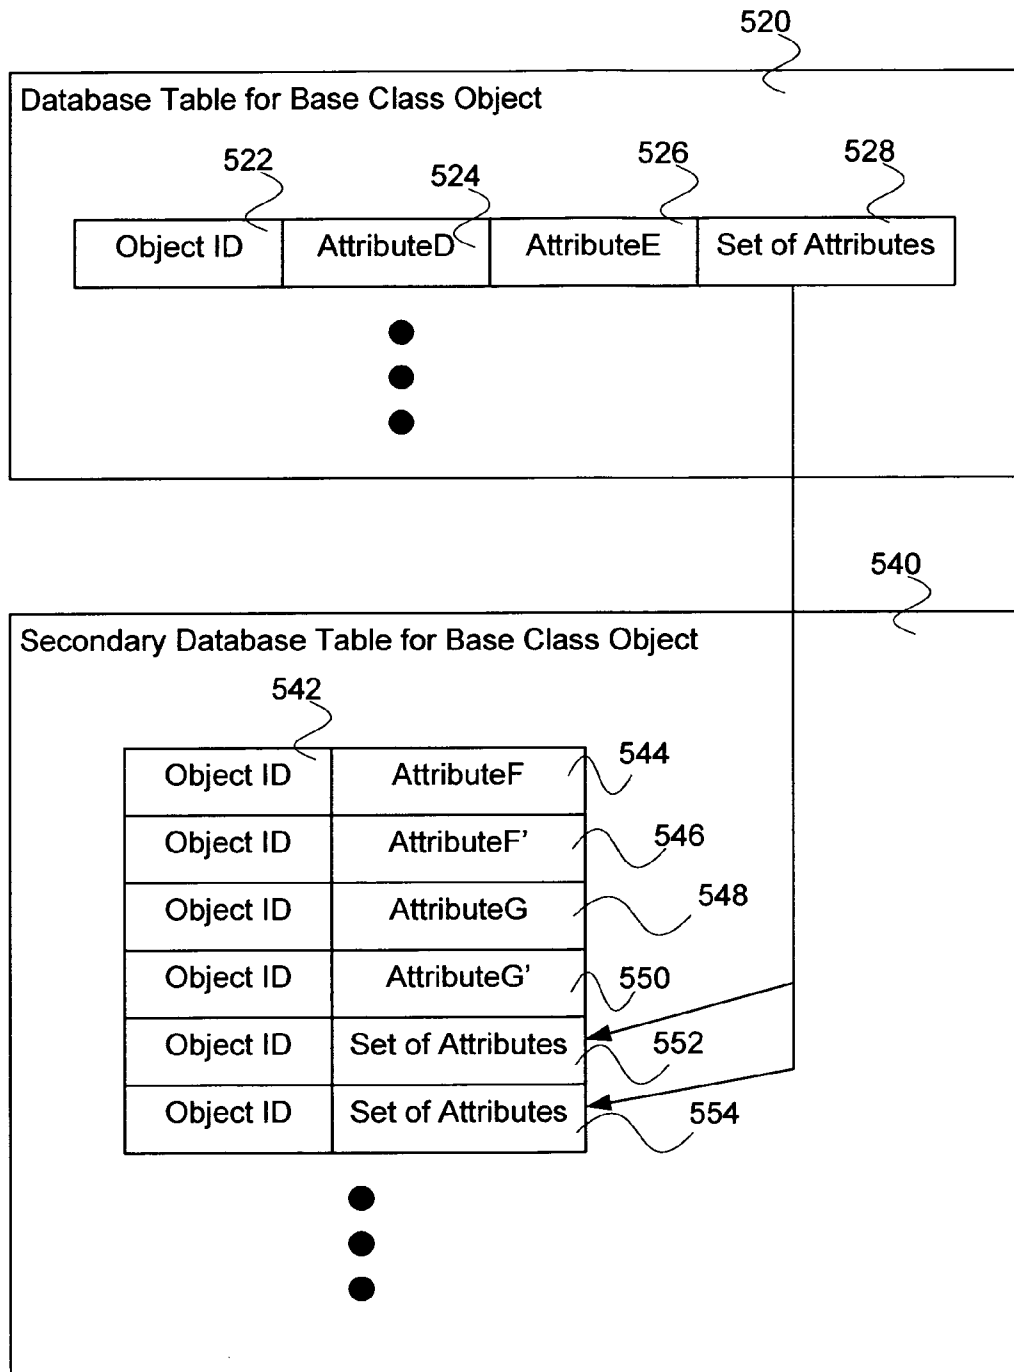 520
Database Table for Base Class Object
522
524
526
528
Object ID AttributeD AttributeE Set of Attributes
540
Secondary Database Table for Base Class Object
542
Object ID AttributeF 544
Object ID AttributeF’ 546
Object ID AttributeG 548
Object ID AttributeG’ 550
Object ID Set of Attributes 552
Object ID Set of Attributes 554